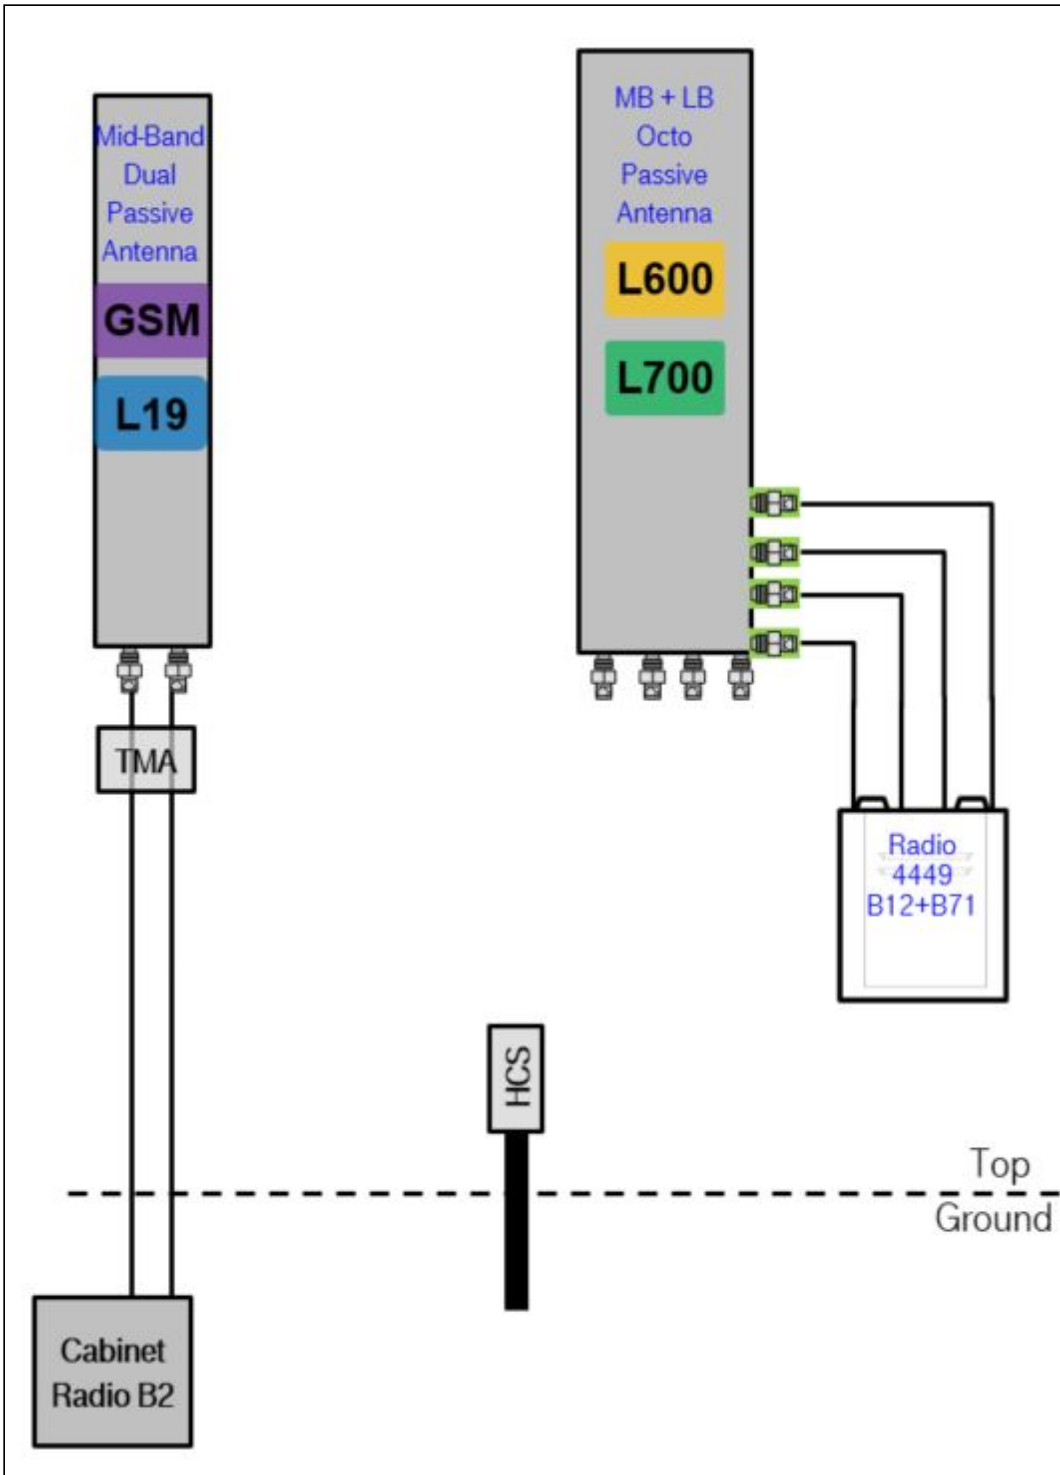 Mid-Band
Dual
Passive
Antenna
GSM
L19
TMA
MB + LB
Octo
Passive
Antenna
L600
L700
Radio
4449
B12+B71
HCS
Top
Ground
Cabinet
Radio B2